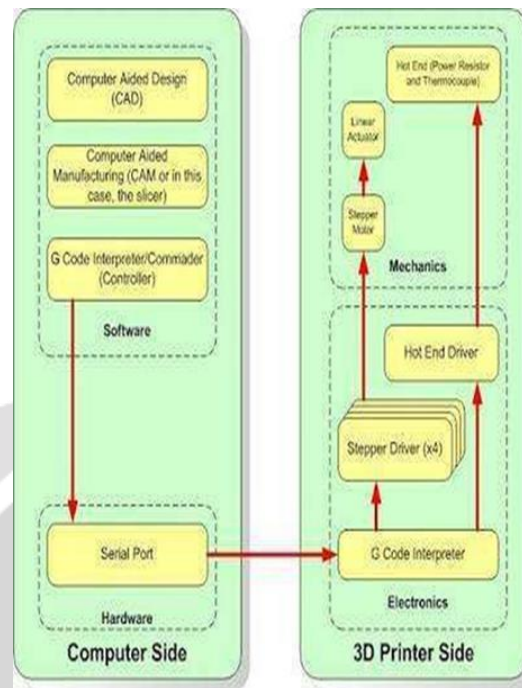 Computer Aided Design
(CAD)
Computer Aided
Manufacturing (CAM or in this
case, the slicer)
G Code Interpreter/Commader
(Controller)
Software
Serial Port
Hardware
Computer Side
Hot End (Power Resistor
and Thermocouple)
Linear
Actuator
Stepper
Motor
Mechanics
Hot End Driver
Stepper Driver (x4)
G Code Interpreter
Electronics
3D Printer Side